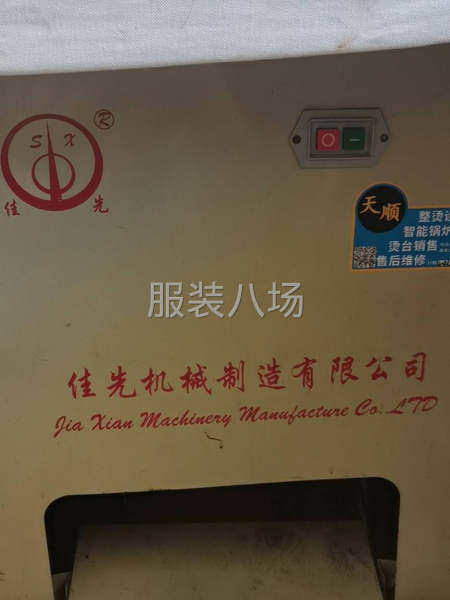 S X
®
佳 先
天顺
整烫设
智能锅炉
烫台销售
售后维修
服装八场
佳先机械制造有限公司
Jia Xian Machinery Manufacture Co. LTD